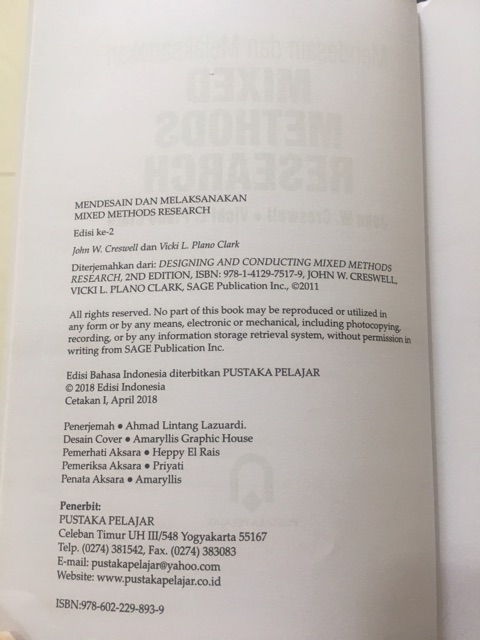 MENDESAIN DAN MELAKSANAKAN
MIXED METHODS RESEARCH
Edisi ke-2
John W. Creswell dan Vicki L. Plano Clark
Diterjemahkan dari: DESIGNING AND CONDUCTING MIXED METHODS
RESEARCH, 2ND EDITION, ISBN: 978-1-4129-7517-9, JOHN W. CRESWELL,
VICKI L. PLANO CLARK, SAGE Publication Inc., ©2011
All rights reserved. No part of this book may be reproduced or utilized in
any form or by any means, electronic or mechanical, including photocopying,
recording, or by any information storage retrieval system, without permission in
writing from SAGE Publication Inc.
Edisi Bahasa Indonesia diterbitkan PUSTAKA PELAJAR
© 2018 Edisi Indonesia
Cetakan I, April 2018
Penerjemah • Ahmad Lintang Lazuardi.
Desain Cover • Amaryllis Graphic House
Pemerhati Aksara • Heppy El Rais
Pemeriksa Aksara • Priyati
Penata Aksara • Amaryllis
Penerbit:
PUSTAKA PELAJAR
Celeban Timur UH III/548 Yogyakarta 55167
Telp. (0274) 381542, Fax. (0274) 383083
E-mail: pustakapelajar@yahoo.com
Website: www.pustakapelajar.co.id
ISBN:978-602-229-893-9